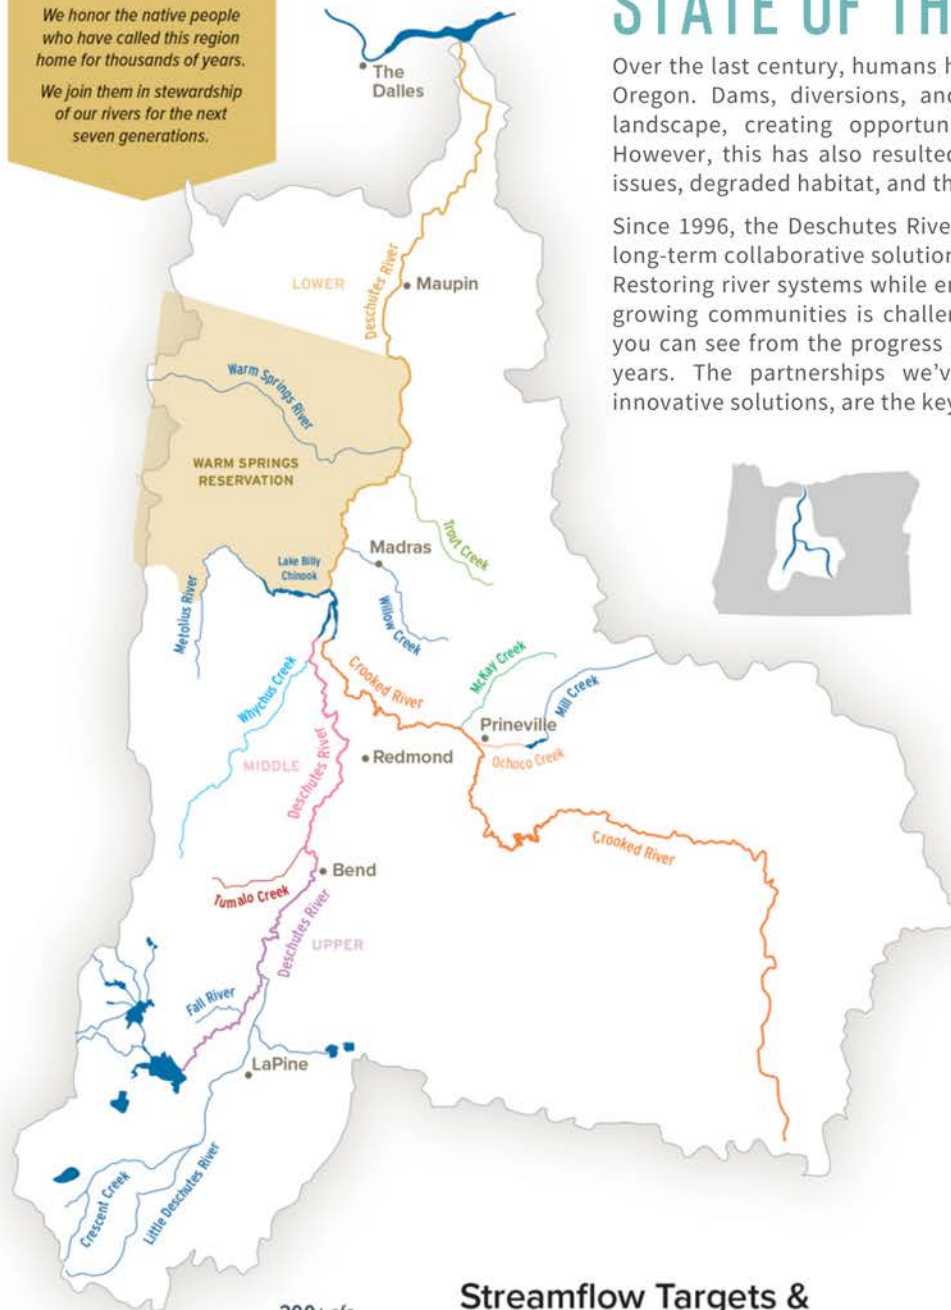 We honor the native people
who have called this region
home for thousands of years.
We join them in stewardship
of our rivers for the next
seven generations.
STATE OF TH
Over the last century, humans h
Oregon. Dams, diversions, and
landscape, creating opportun
However, this has also resulted
issues, degraded habitat, and th
Since 1996, the Deschutes Rive
long-term collaborative solution
Restoring river systems while en
growing communities is challen
you can see from the progress
years. The partnerships we've
innovative solutions, are the key
The
Dalles
LOWER
Deschutes River
Maupin
Warm Springs River
WARM SPRINGS
RESERVATION
Trout Creek
Madras
Lake Billy
Chinook
Willow Creek
Metolius River
Whychus Creek
Crooked River
McKay Creek
Mill Creek
Prineville
Ochoco Creek
MIDDLE
Deschutes River
Redmond
Crooked River
Bend
Tumalo Creek
Deschutes River
UPPER
Fall River
LaPine
Crescent Creek
Little Deschutes River
Streamflow Targets &